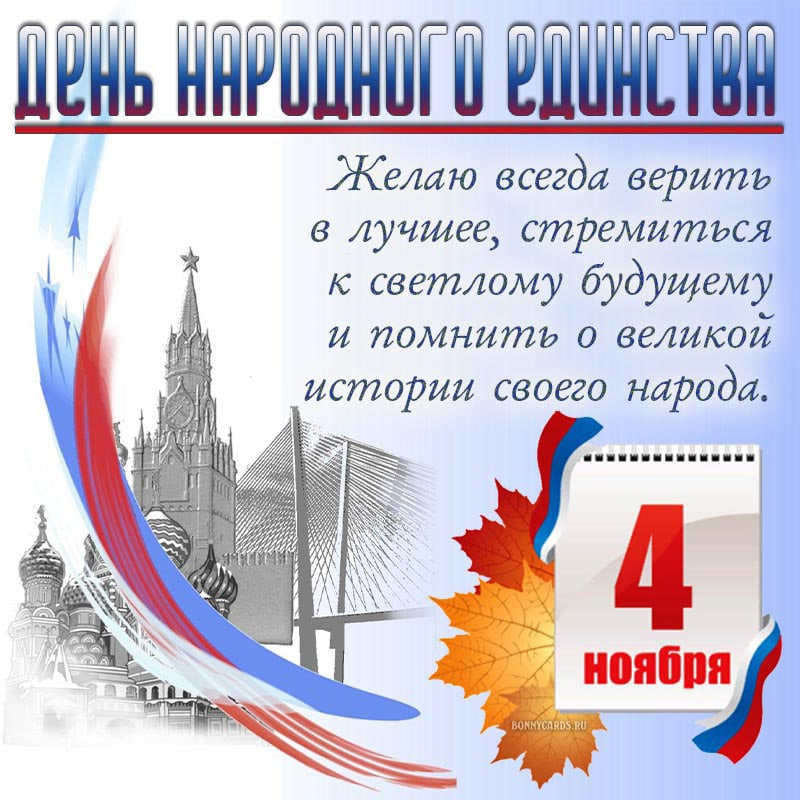 ДЕНЬ НАРОДНОГО ЕДИНСТВА
Желаю всегда верить
в лучшее, стремиться
к светлому будущему
и помнить о великой
истории своего народа.
4
ноября
BONNYCARDS.RU